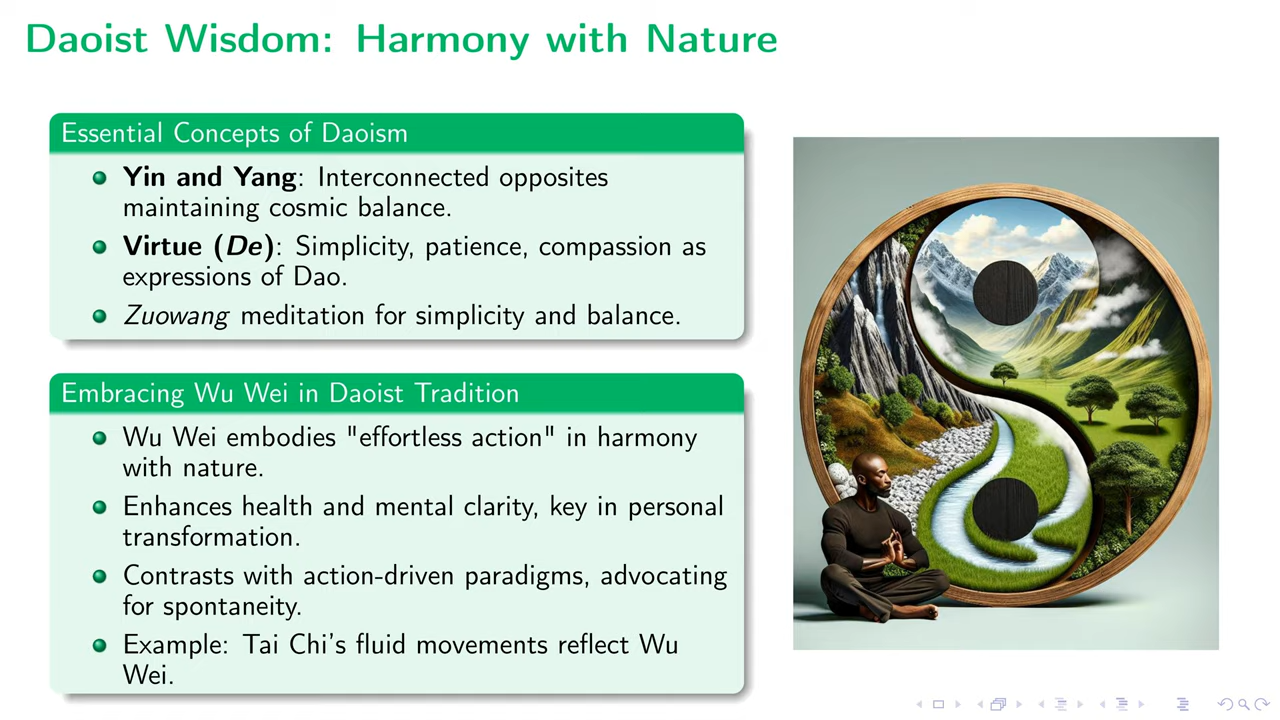 Daoist Wisdom: Harmony with Nature
Essential Concepts of Daoism
Yin and Yang: Interconnected opposites
maintaining cosmic balance.
Virtue (De): Simplicity, patience, compassion as
expressions of Dao.
Zuowang meditation for simplicity and balance.
Embracing Wu Wei in Daoist Tradition
Wu Wei embodies "effortless action" in harmony
with nature.
Enhances health and mental clarity, key in personal
transformation.
Contrasts with action-driven paradigms, advocating
for spontaneity.
Example: Tai Chi's fluid movements reflect Wu
Wei.